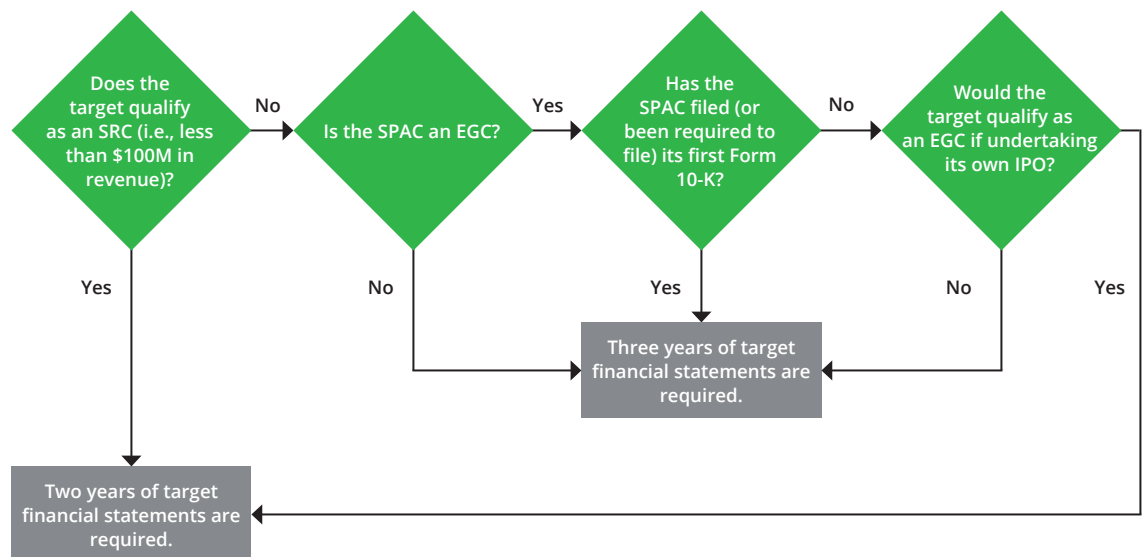 Does the
target qualify
as an SRC (i.e., less
than $100M in
revenue)?
No
Is the SPAC an EGC?
Yes
Has the
SPAC filed (or
been required to
file) its first Form
10-K?
No
Would the
target qualify as
an EGC if undertaking
its own IPO?
Yes
No
Yes
No
Yes
Three years of target
financial statements are
required.
Two years of target
financial statements are
required.